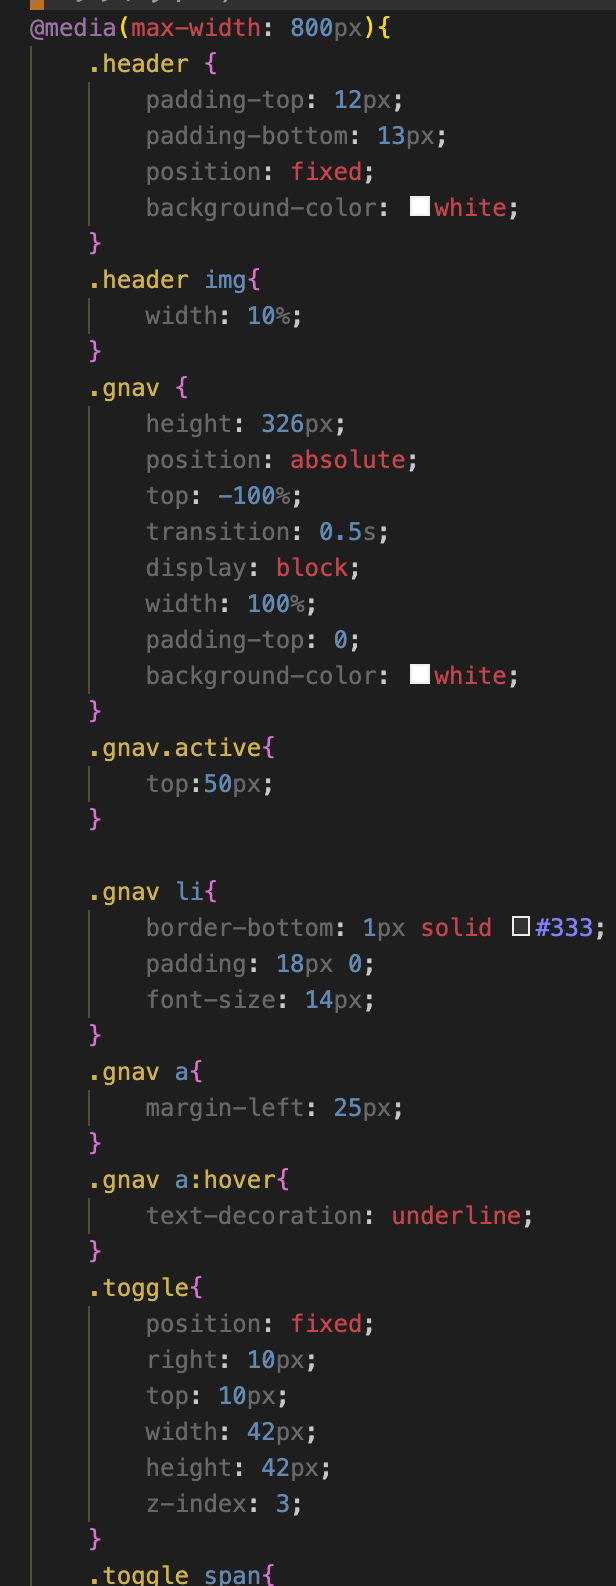 @media(max-width: 800px){
.header {
padding-top: 12px;
padding-bottom: 13px;
position: fixed;
background-color: white;
}
.header img{
width: 10%;
}
.gnav {
height: 326px;
position: absolute;
top: -100%;
transition: 0.5s;
display: block;
width: 100%;
padding-top: 0;
background-color: white;
}
.gnav.active{
top:50px;
}
.gnav li{
border-bottom: 1px solid #333;
padding: 18px 0;
font-size: 14px;
}
.gnav a{
margin-left: 25px;
}
.gnav a:hover{
text-decoration: underline;
}
.toggle{
position: fixed;
right: 10px;
top: 10px;
width: 42px;
height: 42px;
z-index: 3;
}
.toggle span{